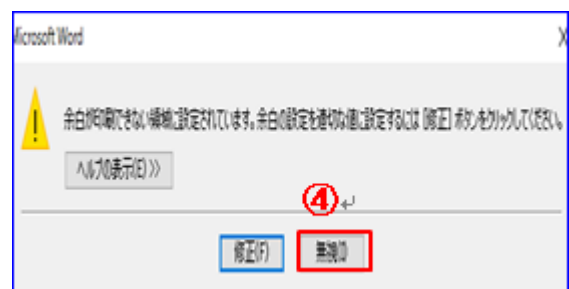 Microsoft Word
余白が印刷できない領域に設定されています。余白の設定を適切な値に設定するには [修正] ボタンをクリックしてください。
ヘルプの表示(E) >>
④↵
修正(F)
無視(I)